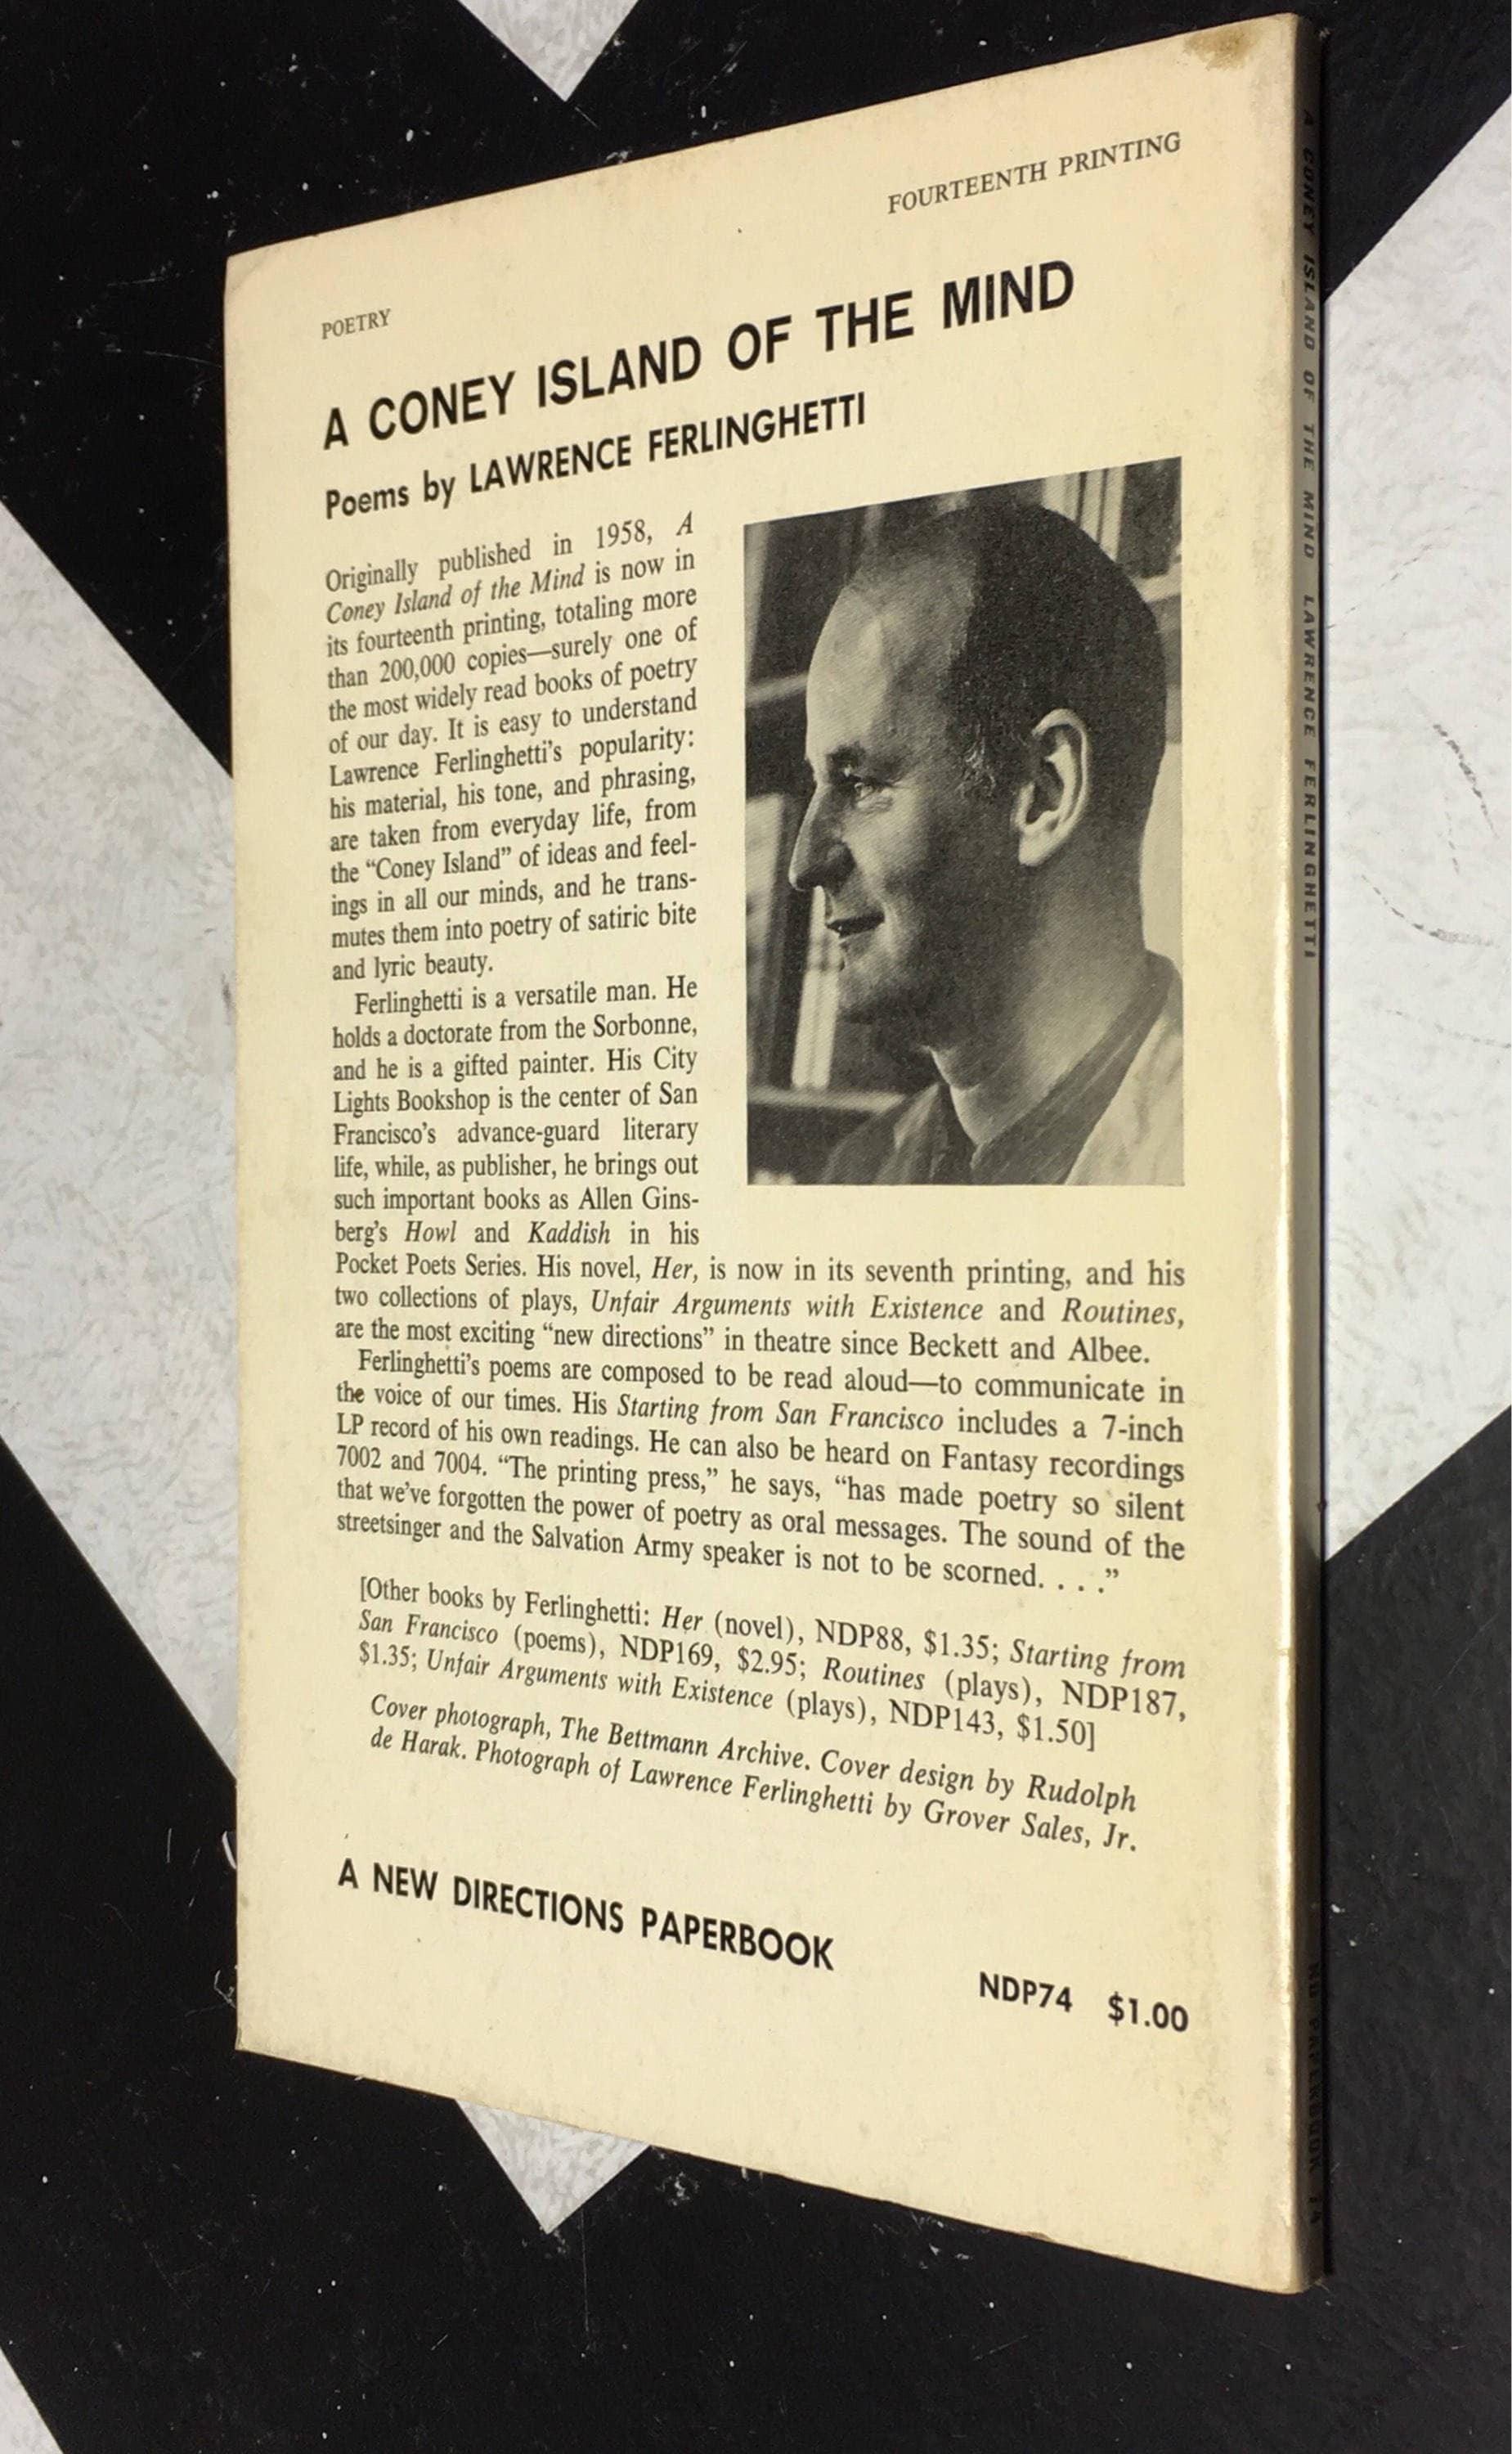 FOURTEENTH PRINTING
POETRY
A CONEY ISLAND OF THE MIND
Poems by LAWRENCE FERLINGHETTI
Originally published in 1958, A
Coney Island of the Mind is now in
its fourteenth printing, totaling more
than 200,000 copies—surely one of
the most widely read books of poetry
of our day. It is easy to understand
Lawrence Ferlinghetti's popularity:
his material, his tone, and phrasing,
are taken from everyday life, from
the “Coney Island” of ideas and feel-
ings in all our minds, and he trans-
mutes them into poetry of satiric bite
and lyric beauty.
Ferlinghetti is a versatile man. He
holds a doctorate from the Sorbonne,
and he is a gifted painter. His City
Lights Bookshop is the center of San
Francisco's advance-guard literary
life, while, as publisher, he brings out
such important books as Allen Gins-
berg's Howl and Kaddish in his
Pocket Poets Series. His novel, Her, is now in its seventh printing, and his
two collections of plays, Unfair Arguments with Existence and Routines,
are the most exciting “new directions” in theatre since Beckett and Albee.
Ferlinghetti's poems are composed to be read aloud—to communicate in
the voice of our times. His Starting from San Francisco includes a 7-inch
LP record of his own readings. He can also be heard on Fantasy recordings
7002 and 7004. “The printing press,” he says, “has made poetry so silent
that we've forgotten the power of poetry as oral messages. The sound of the
streetsinger and the Salvation Army speaker is not to be scorned. . . .”
[Other books by Ferlinghetti: Her (novel), NDP88, $1.35; Starting from
San Francisco (poems), NDP169, $2.95; Routines (plays), NDP187,
$1.35; Unfair Arguments with Existence (plays), NDP143, $1.50]
Cover photograph, The Bettmann Archive. Cover design by Rudolph
de Harak. Photograph of Lawrence Ferlinghetti by Grover Sales, Jr.
A NEW DIRECTIONS PAPERBOOK
NDP74 $1.00
A CONEY ISLAND OF THE MIND LAWRENCE FERLINGHETTI ND PAPERBOOK 74